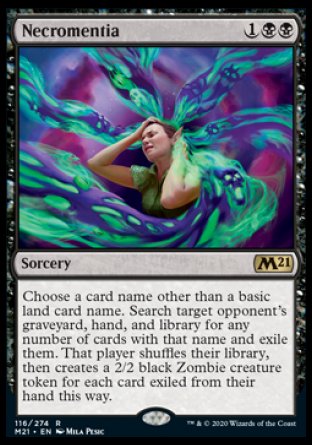 Necromentia 1
Sorcery M21
Choose a card name other than a basic
land card name. Search target opponent's
graveyard, hand, and library for any
number of cards with that name and exile
them. That player shuffles their library,
then creates a 2/2 black Zombie creature
token for each card exiled from their
hand this way.
116/274 R
M21 • EN Mila Pesic ™ & © 2020 Wizards of the Coast